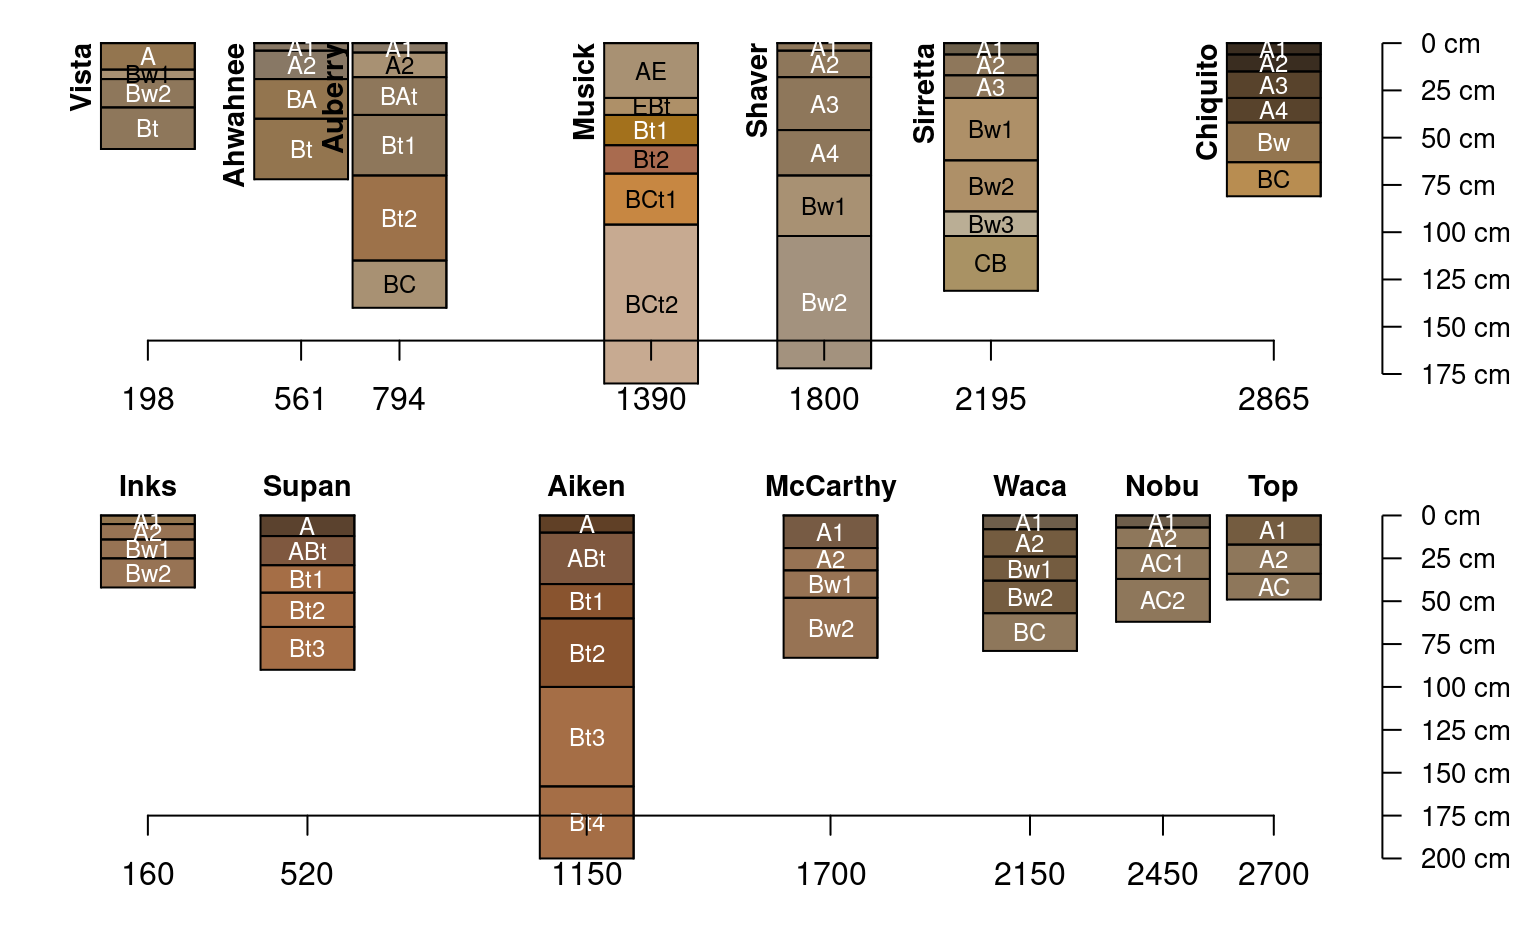 Vista
A
Bw1
Bw2
Bt
Ahwahnee
A1
A2
BA
Bt
Auberry
A1
A2
BAt
Bt1
Bt2
BC
Musick
AE
EBt
Bt1
Bt2
BCt1
BCt2
Shaver
A1
A2
A3
A4
Bw1
Bw2
Sirretta
A1
A2
A3
Bw1
Bw2
Bw3
CB
Chiquito
A1
A2
A3
A4
Bw
BC
0 cm
25 cm
50 cm
75 cm
100 cm
125 cm
150 cm
175 cm
198 561 794 1390 1800 2195 2865
Inks Supan Aiken McCarthy Waca Nobu Top
A1
A2
Bw1
Bw2
A
ABt
Bt1
Bt2
Bt3
A
ABt
Bt1
Bt2
Bt3
Bt4
A1
A2
Bw1
Bw2
A1
A2
Bw1
Bw2
BC
A1
A2
AC1
AC2
A1
A2
AC
0 cm
25 cm
50 cm
75 cm
100 cm
125 cm
150 cm
175 cm
200 cm
160 520 1150 1700 2150 2450 2700